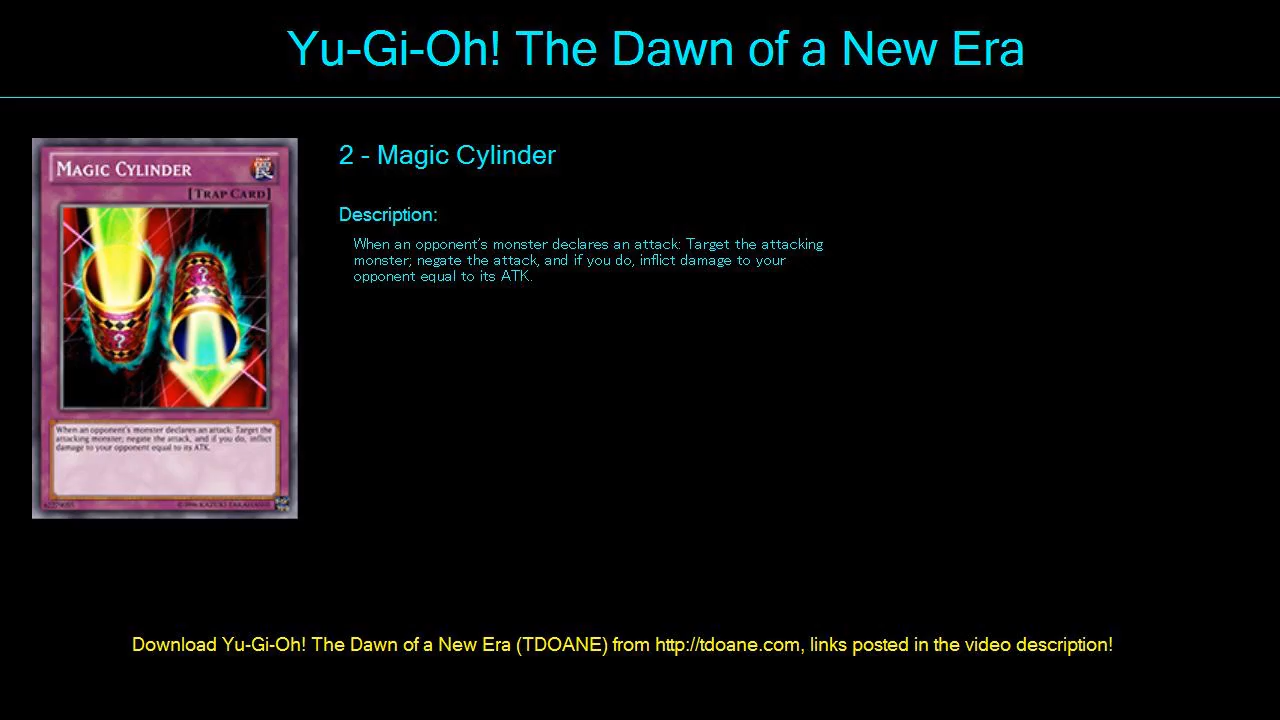 Yu-Gi-Oh! The Dawn of a New Era
MAGIC CYLINDER
[TRAP CARD]
?
?
When an opponent's monster declares an attack: Target the
attacking monster; negate the attack, and if you do, inflict
damage to your opponent equal to its ATK.
©1996 KAZUKI TAKAHASHI
2 - Magic Cylinder
Description:
When an opponent's monster declares an attack: Target the attacking
monster; negate the attack, and if you do, inflict damage to your
opponent equal to its ATK.
Download Yu-Gi-Oh! The Dawn of a New Era (TDOANE) from http://tdoane.com, links posted in the video description!